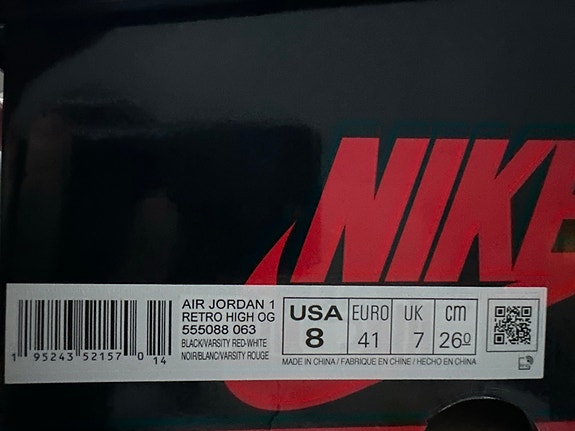 NIKE
AIR JORDAN 1
RETRO HIGH OG
555088 063
BLACK/VARSITY RED-WHITE
NOIR/BLANC/VARSITY ROUGE
1 95243 52157 0 14
USA EURO UK cm
8 41 7 260
MADE IN CHINA / FABRIQUE EN CHINE / HECHO EN CHINA